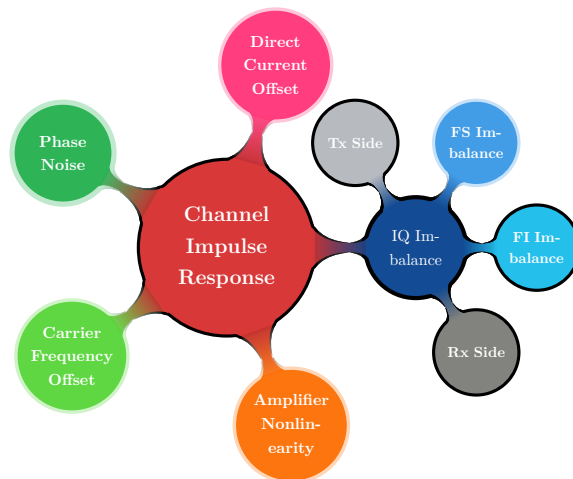 Direct
Current
Offset
Phase
Noise
Tx Side
FS Im-
balance
Channel
Impulse
Response
IQ Im-
balance
FI Im-
balance
Carrier
Frequency
Offset
Rx Side
Amplifier
Nonlin-
earity